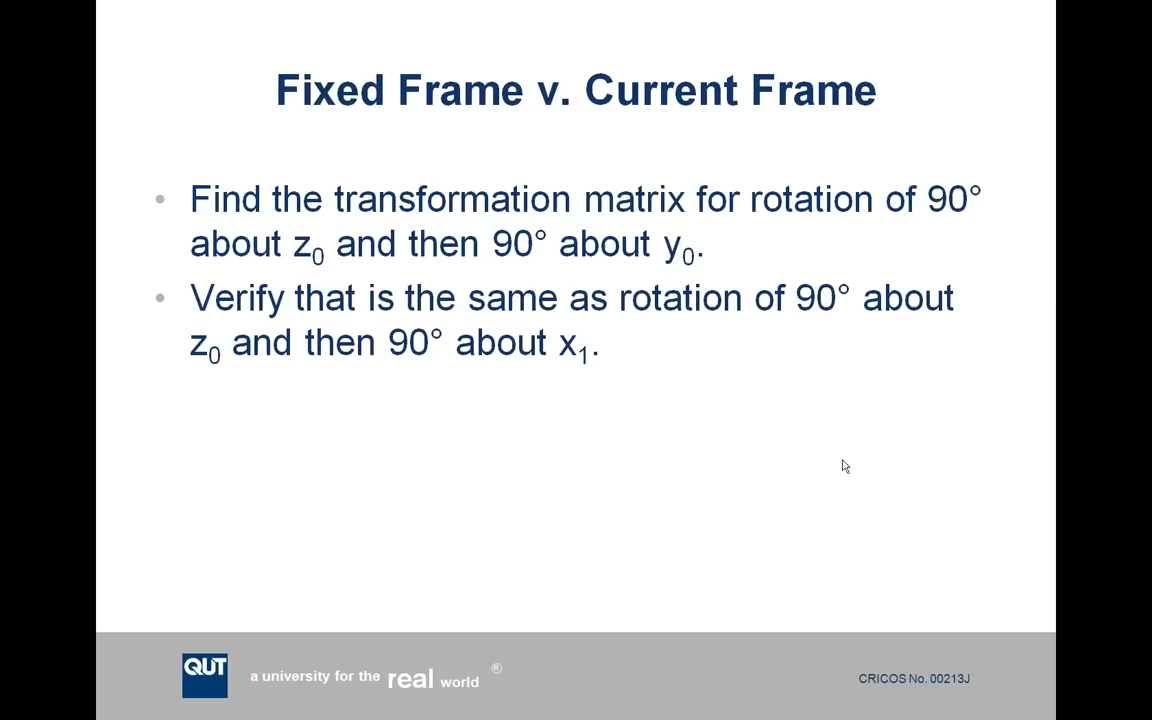 Fixed Frame v. Current Frame
• Find the transformation matrix for rotation of 90°
about z₀ and then 90° about y₀.
• Verify that is the same as rotation of 90° about
z₀ and then 90° about x₁.
QUT
a university for the real world ®
CRICOS No. 00213J